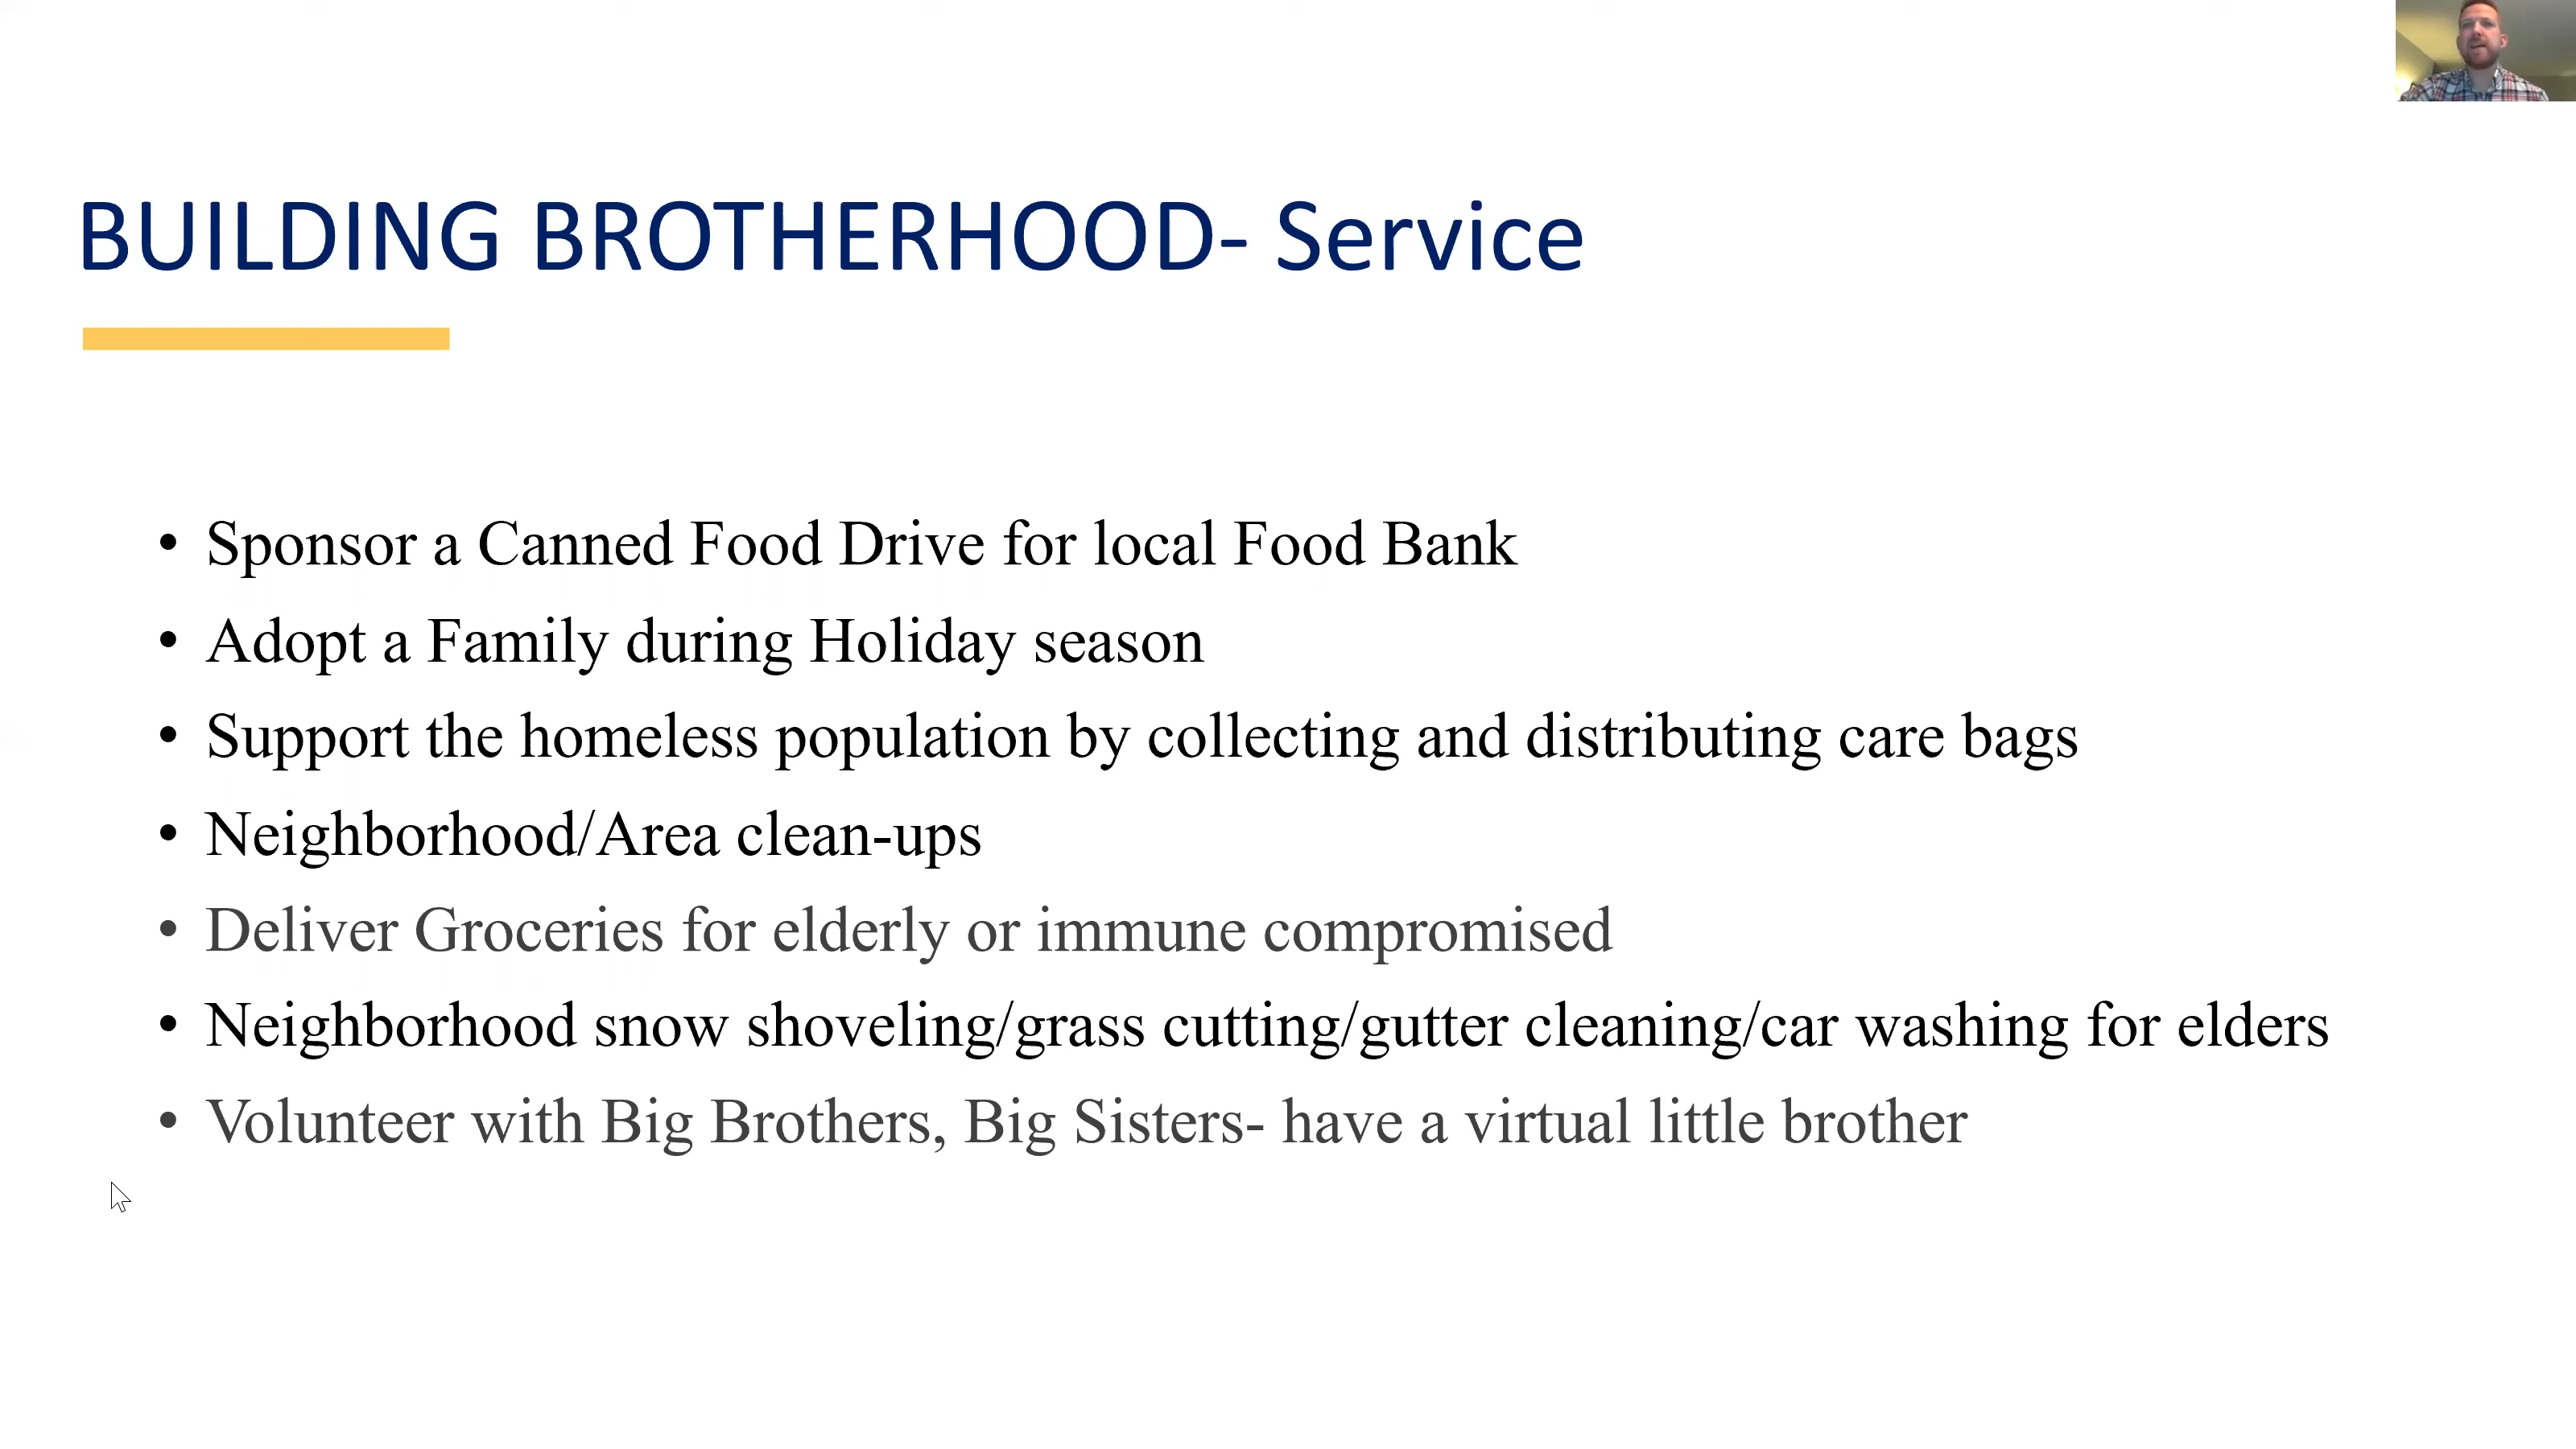 BUILDING BROTHERHOOD- Service
• Sponsor a Canned Food Drive for local Food Bank
• Adopt a Family during Holiday season
• Support the homeless population by collecting and distributing care bags
• Neighborhood/Area clean-ups
• Deliver Groceries for elderly or immune compromised
• Neighborhood snow shoveling/grass cutting/gutter cleaning/car washing for elders
• Volunteer with Big Brothers, Big Sisters- have a virtual little brother